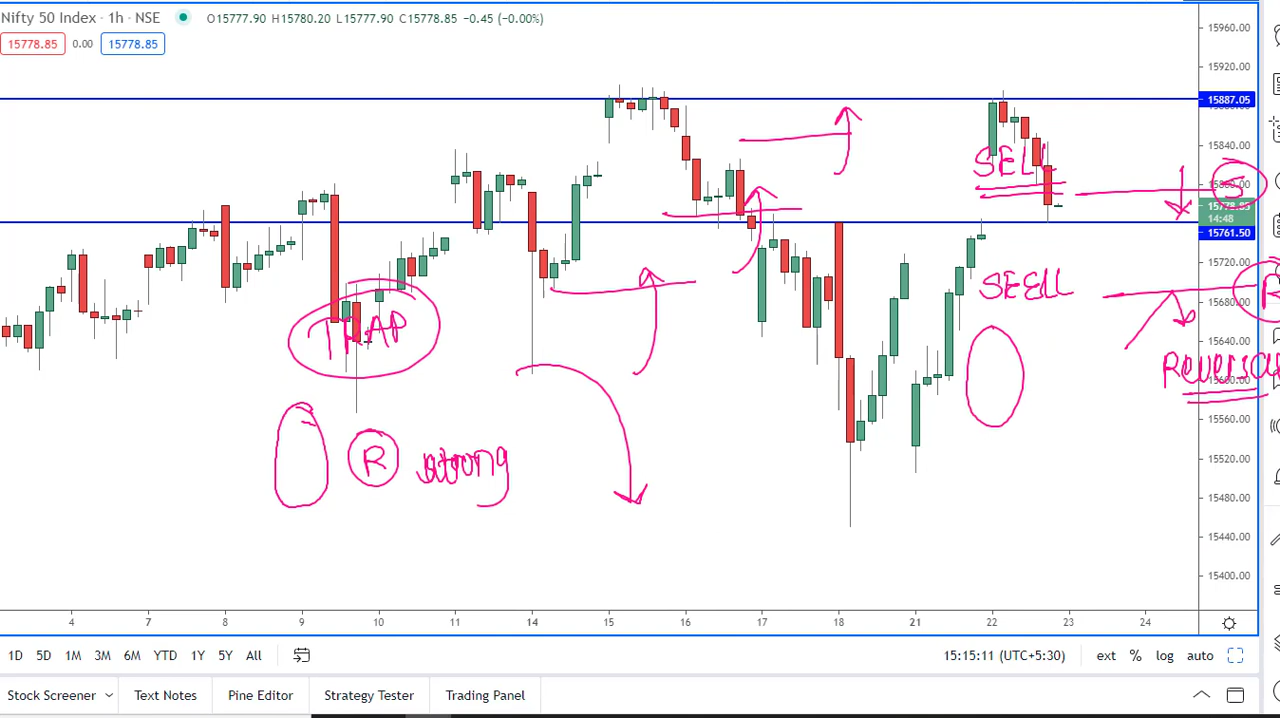 Nifty 50 Index · 1h · NSE O15777.90 H15780.20 L15777.90 C15778.85 −0.45 (−0.00%)
15778.85 0.00 15778.85
15960.00
15920.00
15887.05
15840.00
SELL
S
15778.85
14:48
15761.50
15720.00
SEELL
R
15680.00
TRAP
15640.00
Reversal
15600.00
15560.00
R strong
15520.00
15480.00
15440.00
15400.00
4 7 8 9 10 11 14 15 16 17 18 21 22 23 24
1D 5D 1M 3M 6M YTD 1Y 5Y All 15:15:11 (UTC+5:30) ext % log auto
Stock Screener Text Notes Pine Editor Strategy Tester Trading Panel